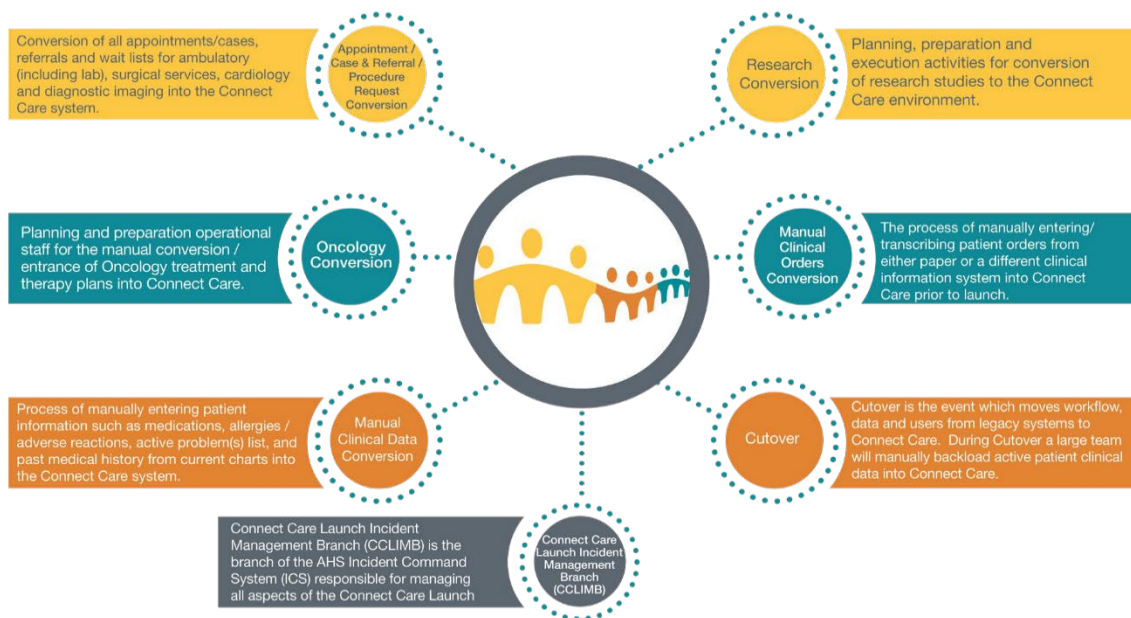 Conversion of all appointments/cases,
referrals and wait lists for ambulatory
(including lab), surgical services, cardiology
and diagnostic imaging into the Connect
Care system.
Appointment /
Case & Referral /
Procedure
Request
Conversion
Research
Conversion
Planning, preparation and
execution activities for conversion
of research studies to the Connect
Care environment.
Planning and preparation operational
staff for the manual conversion /
entrance of Oncology treatment and
therapy plans into Connect Care.
Oncology
Conversion
Manual
Clinical
Orders
Conversion
The process of manually entering/
transcribing patient orders from
either paper or a different clinical
information system into Connect
Care prior to launch.
Process of manually entering patient
information such as medications, allergies /
adverse reactions, active problem(s) list, and
past medical history from current charts into
the Connect Care system.
Manual
Clinical Data
Conversion
Cutover
Cutover is the event which moves workflow,
data and users from legacy systems to
Connect Care. During Cutover a large team
will manually backload active patient clinical
data into Connect Care.
Connect Care Launch Incident
Management Branch (CCLIMB) is the
branch of the AHS Incident Command
System (ICS) responsible for managing
all aspects of the Connect Care Launch
Connect Care
Launch Incident
Management
Branch
(CCLIMB)